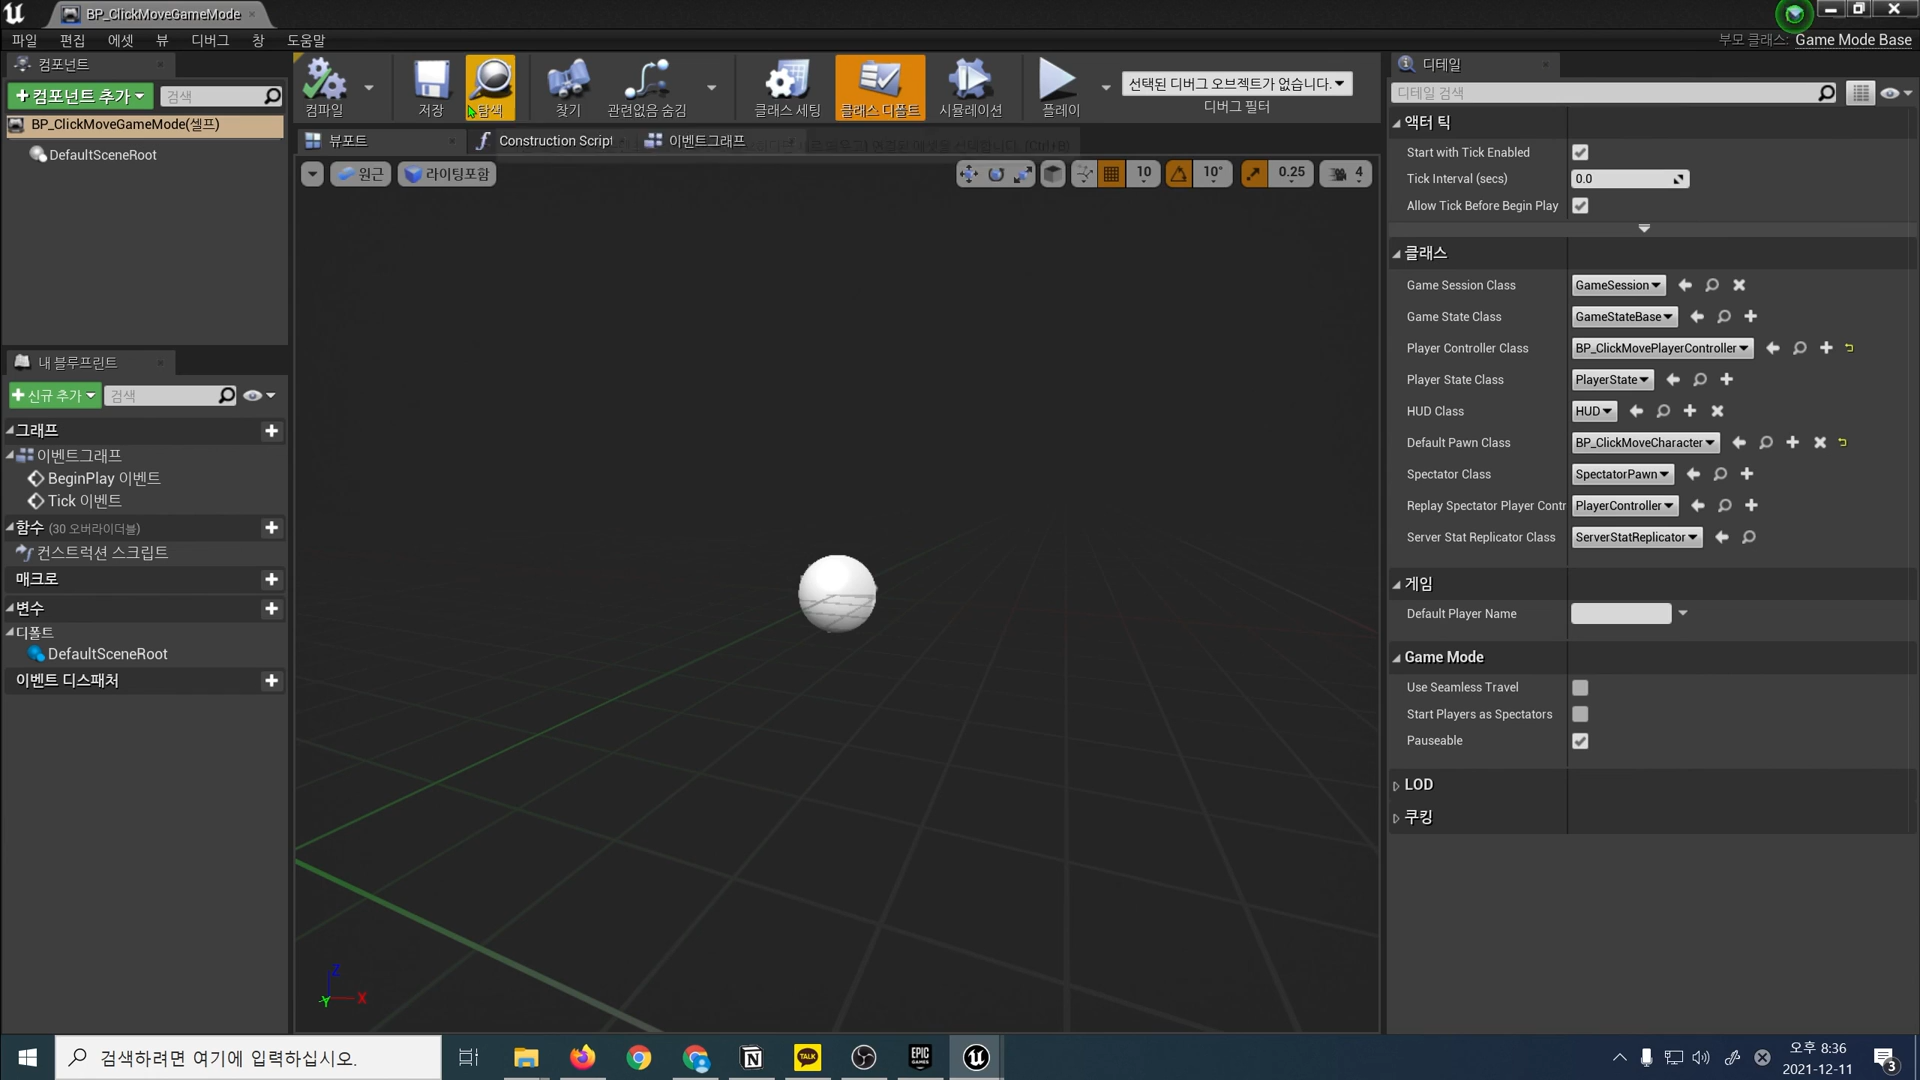 BP_ClickMoveGameMode
파일 편집 에셋 뷰 디버그 창 도움말
부모 클래스: Game Mode Base
컴포넌트
+컴포넌트 추가 검색
BP_ClickMoveGameMode(셀프)
DefaultSceneRoot
컴파일 저장 탐색 찾기 관련없음 숨김 클래스 세팅 클래스 디폴트 시뮬레이션 플레이
선택된 디버그 오브젝트가 없습니다.
디버그 필터
뷰포트 Construction Script 이벤트그래프
원근 라이팅포함 10 10° 0.25 4
내 블루프린트
+신규 추가 검색
그래프
이벤트그래프
BeginPlay 이벤트
Tick 이벤트
함수 (30 오버라이더블)
컨스트럭션 스크립트
매크로
변수
디폴트
DefaultSceneRoot
이벤트 디스패처
Z
Y X
디테일
디테일 검색
액터 틱
Start with Tick Enabled
Tick Interval (secs) 0.0
Allow Tick Before Begin Play
클래스
Game Session Class GameSession
Game State Class GameStateBase
Player Controller Class BP_ClickMovePlayerController
Player State Class PlayerState
HUD Class HUD
Default Pawn Class BP_ClickMoveCharacter
Spectator Class SpectatorPawn
Replay Spectator Player Contr PlayerController
Server Stat Replicator Class ServerStatReplicator
게임
Default Player Name
Game Mode
Use Seamless Travel
Start Players as Spectators
Pauseable
LOD
쿠킹
검색하려면 여기에 입력하십시오.
TALK
EPIC GAMES
오후 8:36
2021-12-11
3